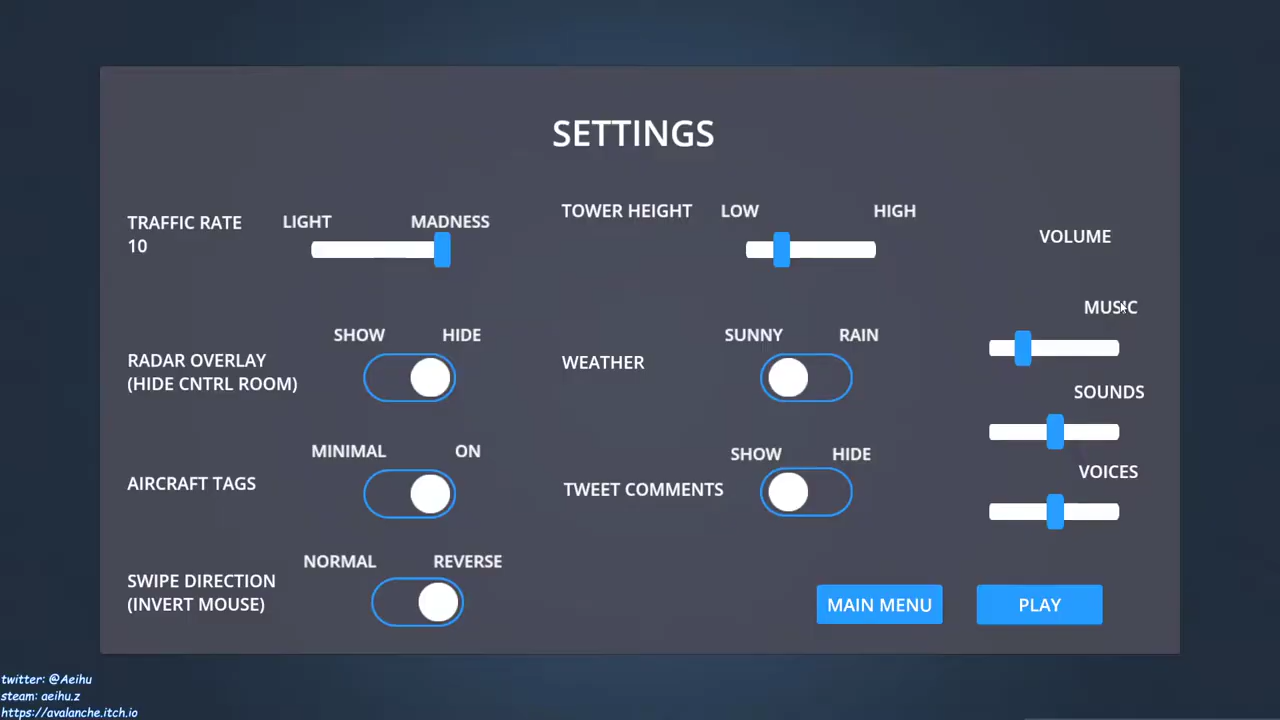 SETTINGS
TRAFFIC RATE
10
LIGHT
MADNESS
TOWER HEIGHT
LOW
HIGH
VOLUME
MUSIC
RADAR OVERLAY
(HIDE CNTRL ROOM)
SHOW
HIDE
WEATHER
SUNNY
RAIN
SOUNDS
AIRCRAFT TAGS
MINIMAL
ON
TWEET COMMENTS
SHOW
HIDE
VOICES
SWIPE DIRECTION
(INVERT MOUSE)
NORMAL
REVERSE
MAIN MENU
PLAY
twitter: @Aeihu
steam: aeihu.z
https://avalanche.itch.io